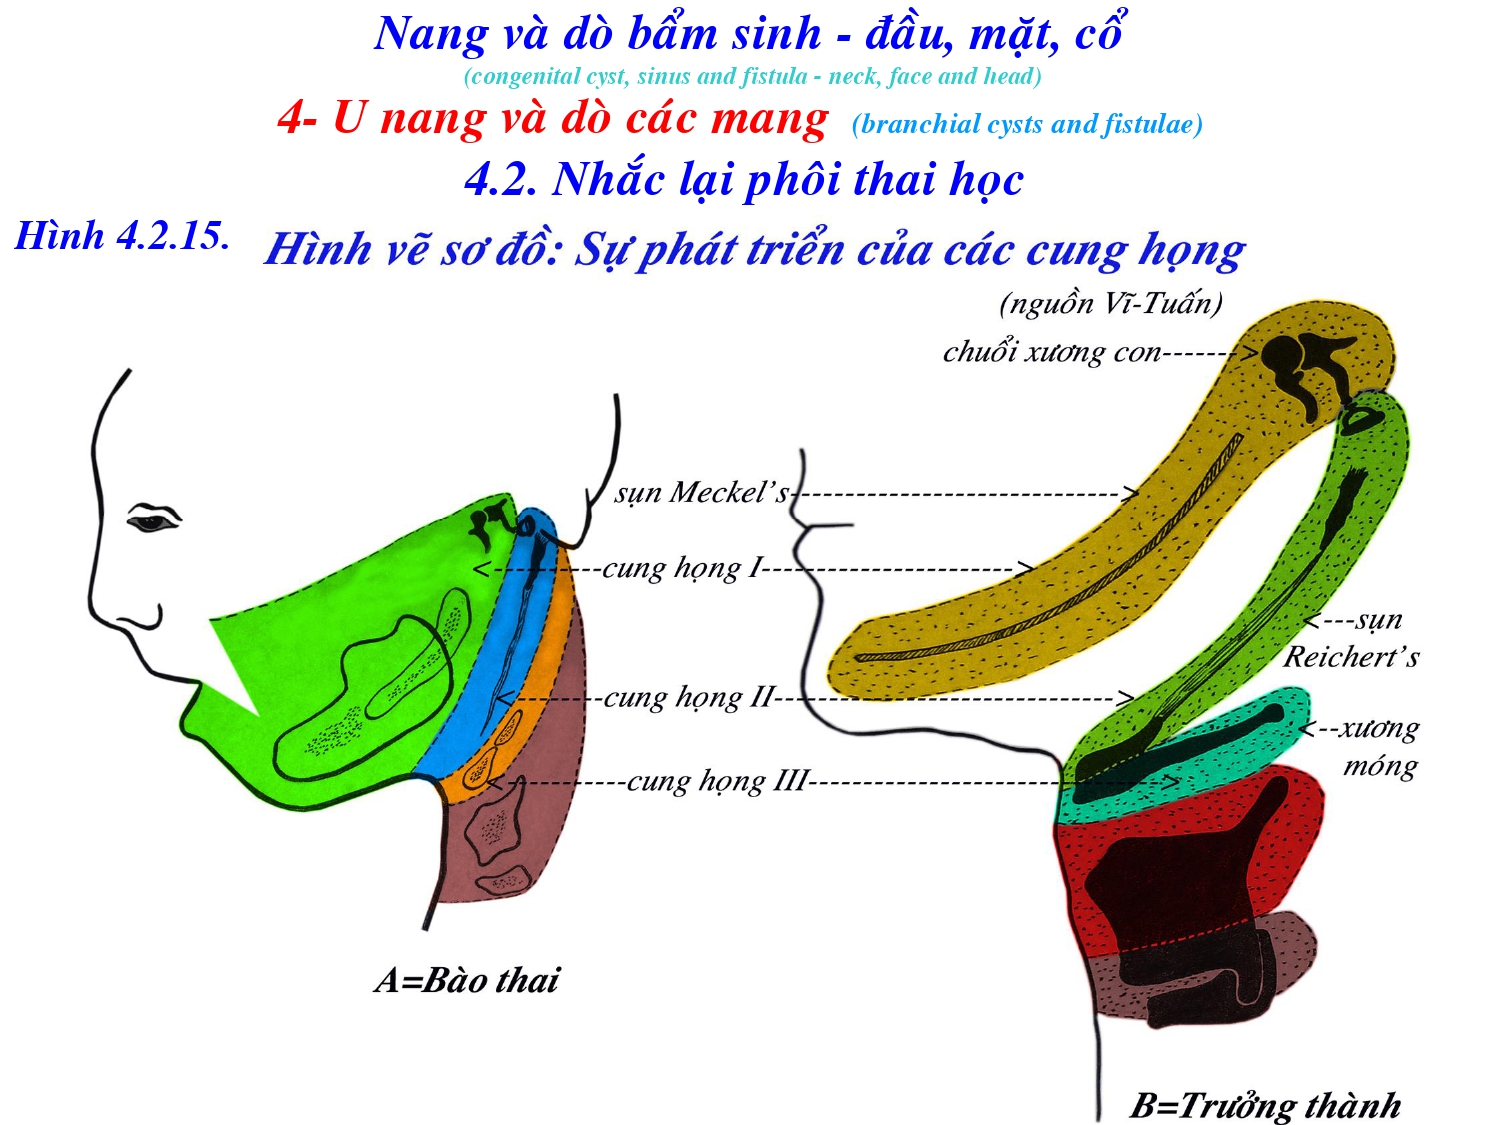 Nang và dò bẩm sinh - đầu, mặt, cổ
(congenital cyst, sinus and fistula - neck, face and head)
4- U nang và dò các mang (branchial cysts and fistulae)
4.2. Nhắc lại phôi thai học
Hình 4.2.15. Hình vẽ sơ đồ: Sự phát triển của các cung họng
(nguồn Vĩ-Tuấn)
chuổi xương con------->
sụn Meckel's--------------------------->
<----------cung họng I--------------------->
<---sụn
Reichert's
<--------cung họng II----------------------------->
<--xương
móng
<-----------cung họng III----------------------------->
A=Bào thai
B=Trưởng thành